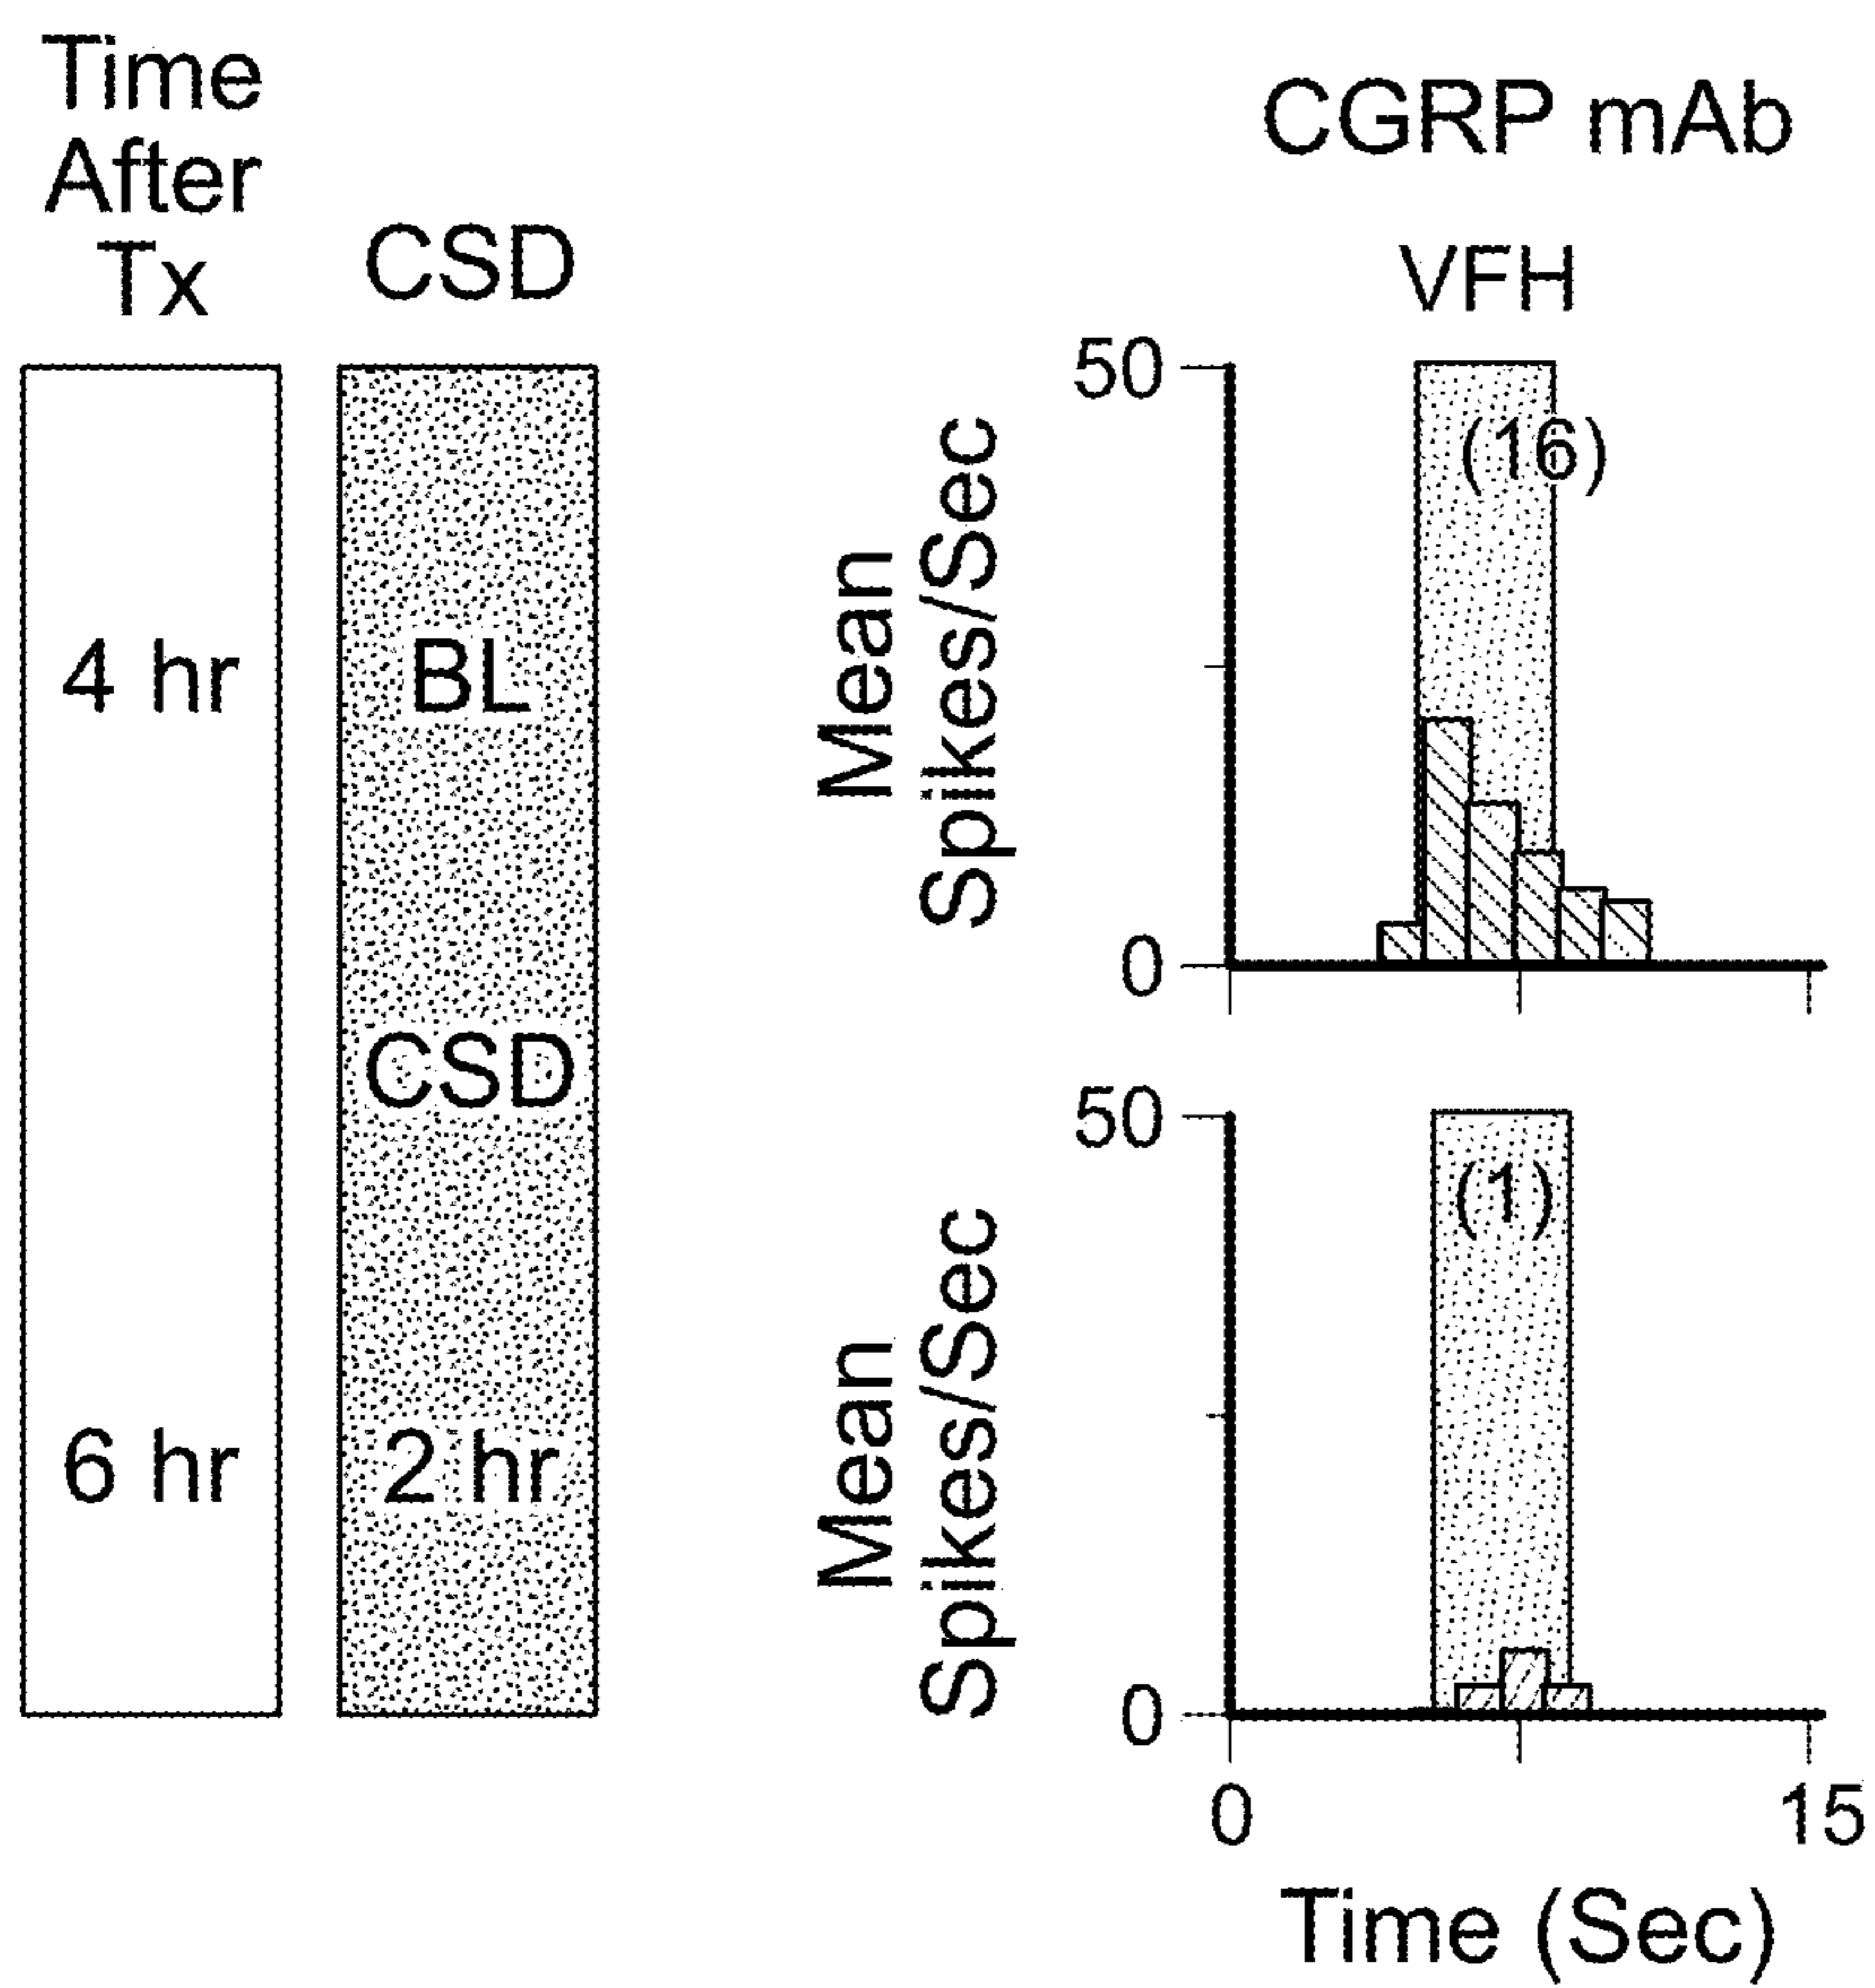 Time
After
Tx
CSD
4 hr
BL
CSD
6 hr
2 hr
CGRP mAb
VFH
50
(16)
Mean
Spikes/Sec
0
50
(1)
Mean
Spikes/Sec
0
0
15
Time (Sec)